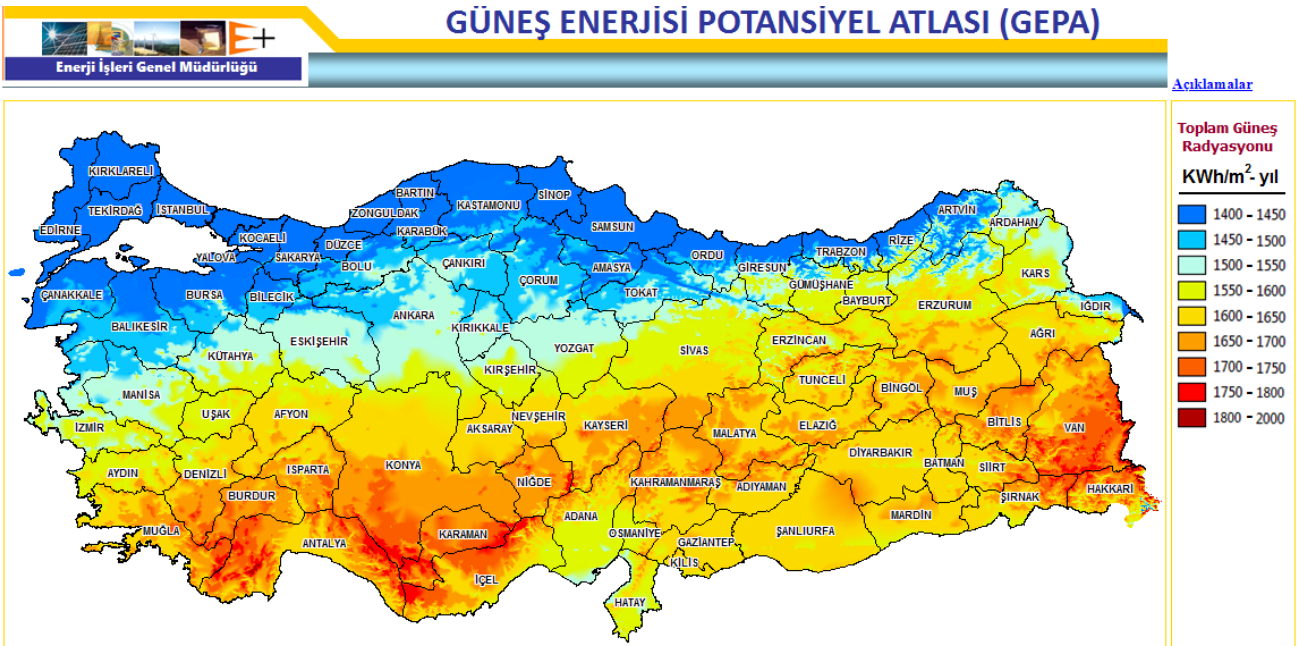 GÜNEŞ ENERJİSİ POTANSİYEL ATLASI (GEPA)
E+
Enerji İşleri Genel Müdürlüğü
Açıklamalar
Toplam Güneş
Radyasyonu
KWh/m²- yıl
1400 - 1450
1450 - 1500
1500 - 1550
1550 - 1600
1600 - 1650
1650 - 1700
1700 - 1750
1750 - 1800
1800 - 2000
KIRKLARELİ
TEKİRDAĞ
İSTANBUL
EDİRNE
KOCAELİ
YALOVA
SAKARYA
DÜZCE
ZONGULDAK
BARTIN
KARABÜK
KASTAMONU
SİNOP
SAMSUN
ORDU
GİRESUN
TRABZON
RİZE
ARTVİN
ARDAHAN
ÇANAKKALE
BURSA
BİLECİK
BOLU
ÇANKIRI
ÇORUM
AMASYA
TOKAT
GÜMÜŞHANE
BAYBURT
ERZURUM
KARS
IĞDIR
BALIKESİR
KÜTAHYA
ESKİŞEHİR
ANKARA
KIRIKKALE
YOZGAT
SİVAS
ERZİNCAN
AĞRI
MANİSA
UŞAK
AFYON
KIRŞEHİR
NEVŞEHİR
AKSARAY
KAYSERİ
MALATYA
TUNCELİ
ELAZIĞ
BİNGÖL
MUŞ
BİTLİS
VAN
İZMİR
AYDIN
DENİZLİ
ISPARTA
BURDUR
KONYA
NİĞDE
KAHRAMANMARAŞ
ADIYAMAN
DİYARBAKIR
BATMAN
SİİRT
ŞIRNAK
HAKKARİ
MUĞLA
ANTALYA
KARAMAN
İÇEL
ADANA
OSMANİYE
GAZİANTEP
KİLİS
ŞANLIURFA
MARDİN
HATAY